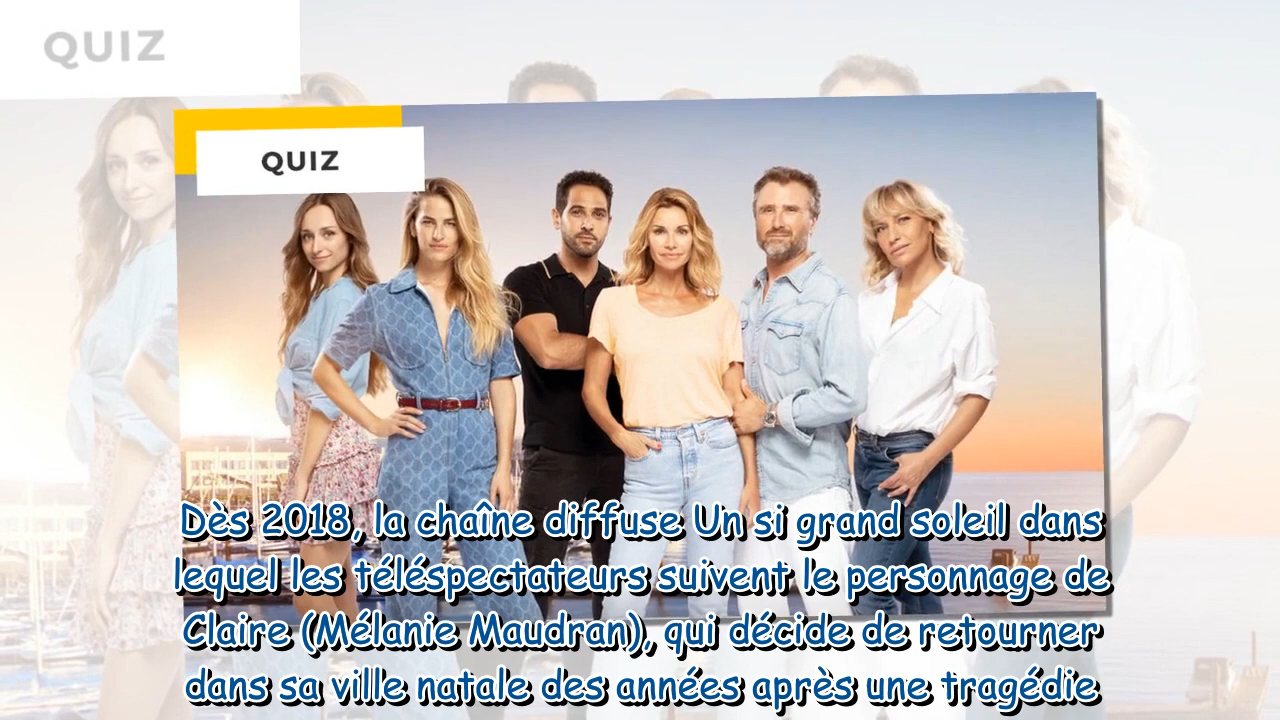 QUIZ
QUIZ
Dès 2018, la chaîne diffuse Un si grand soleil dans
lequel les téléspectateurs suivent le personnage de
Claire (Mélanie Maudran), qui décide de retourner
dans sa ville natale des années après une tragédie